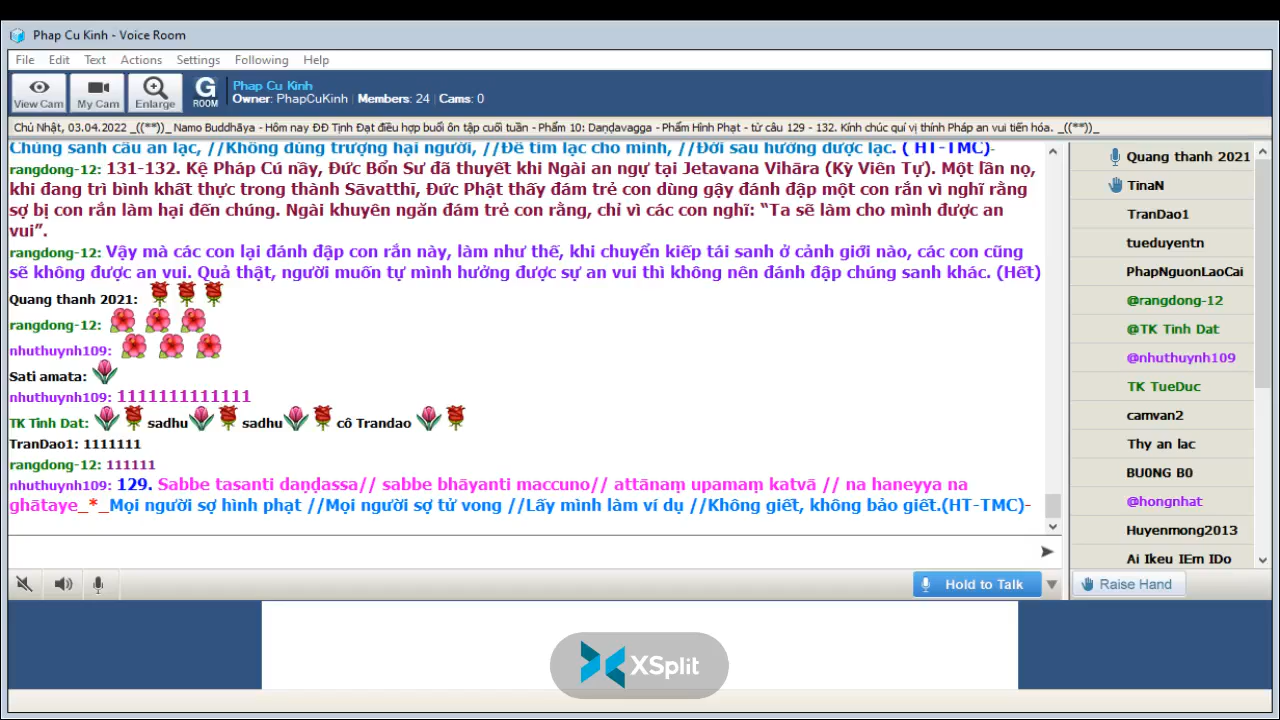 Phap Cu Kinh - Voice Room
File Edit Text Actions Settings Following Help
View Cam My Cam Enlarge G ROOM
Phap Cu Kinh
Owner: PhapCuKinh | Members: 24 | Cams: 0
Chủ Nhật, 03.04.2022 _((**))_ Namo Buddhāya - Hôm nay ĐĐ Tịnh Đạt điều hợp buổi ôn tập cuối tuần - Phẩm 10: Daṇḍavagga - Phẩm Hình Phạt - từ câu 129 - 132. Kính chúc quí vị thính Pháp an vui tiến hóa. _((**))_
Chúng sanh cầu an lạc, //Không dùng trượng hại người, //Để tìm lạc cho mình, //Đời sau hưởng được lạc. ( HT-TMC)-
rangdong-12: 131-132. Kệ Pháp Cú nầy, Đức Bổn Sư đã thuyết khi Ngài an ngự tại Jetavana Vihāra (Kỳ Viên Tự). Một lần nọ,
khi đang trì bình khất thực trong thành Sāvatthī, Đức Phật thấy đám trẻ con dùng gậy đánh đập một con rắn vì nghĩ rằng
sợ bị con rắn làm hại đến chúng. Ngài khuyên ngăn đám trẻ con rằng, chỉ vì các con nghĩ: “Ta sẽ làm cho mình được an
vui”.
rangdong-12: Vậy mà các con lại đánh đập con rắn này, làm như thế, khi chuyển kiếp tái sanh ở cảnh giới nào, các con cũng
sẽ không được an vui. Quả thật, người muốn tự mình hưởng được sự an vui thì không nên đánh đập chúng sanh khác. (Hết)
Quang thanh 2021:
rangdong-12:
nhuthuynh109:
Sati amata:
nhuthuynh109: 1111111111111
TK Tinh Dat: sadhu sadhu cô Trandao
TranDao1: 1111111
rangdong-12: 111111
nhuthuynh109: 129. Sabbe tasanti daṇḍassa// sabbe bhāyanti maccuno// attānaṃ upamaṃ katvā // na haneyya na
ghātaye_*_Mọi người sợ hình phạt //Mọi người sợ tử vong //Lấy mình làm ví dụ //Không giết, không bảo giết.(HT-TMC)-
Hold to Talk
Quang thanh 2021
TinaN
TranDao1
tueduyentn
PhapNguonLaoCai
@rangdong-12
@TK Tinh Dat
@nhuthuynh109
TK TueDuc
camvan2
Thy an lac
BU0NG B0
@hongnhat
Huyenmong2013
Ai Ikeu IEm IDo
Raise Hand
XSplit